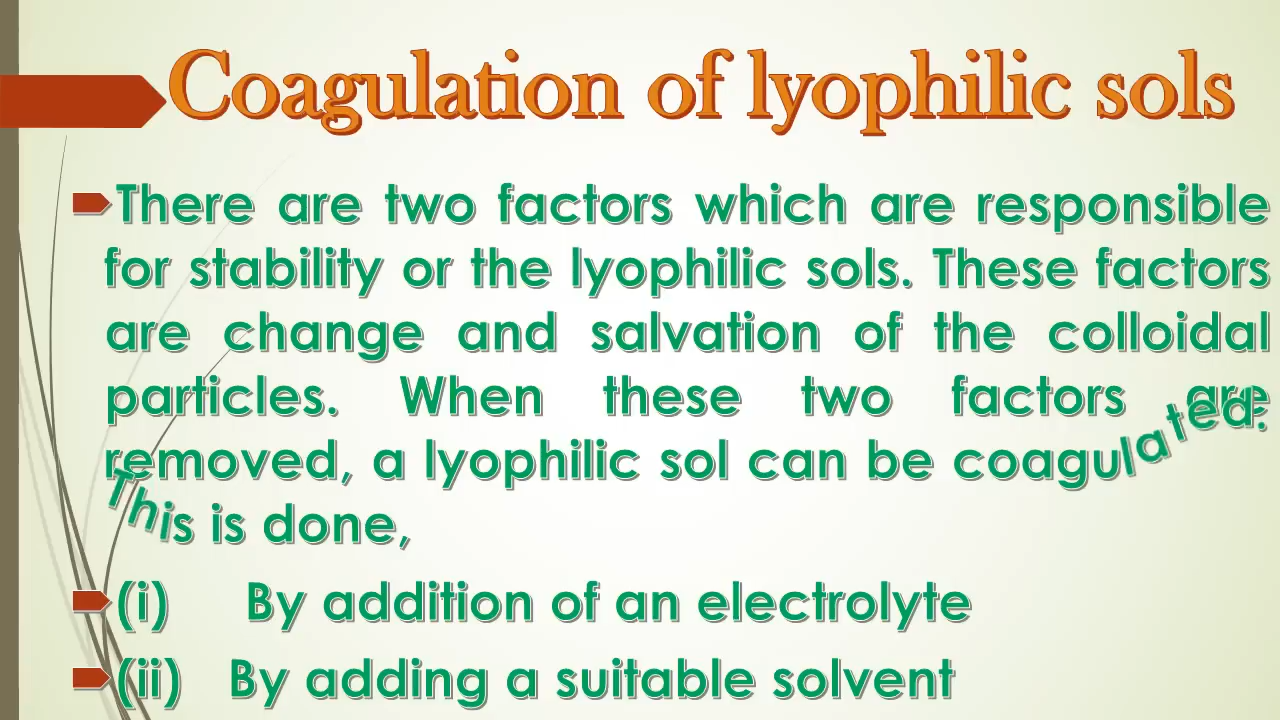 Coagulation of lyophilic sols
There are two factors which are responsible
for stability or the lyophilic sols. These factors
are change and salvation of the colloidal
particles. When these two factors are
removed, a lyophilic sol can be coagulated.
This is done,
(i) By addition of an electrolyte
(ii) By adding a suitable solvent